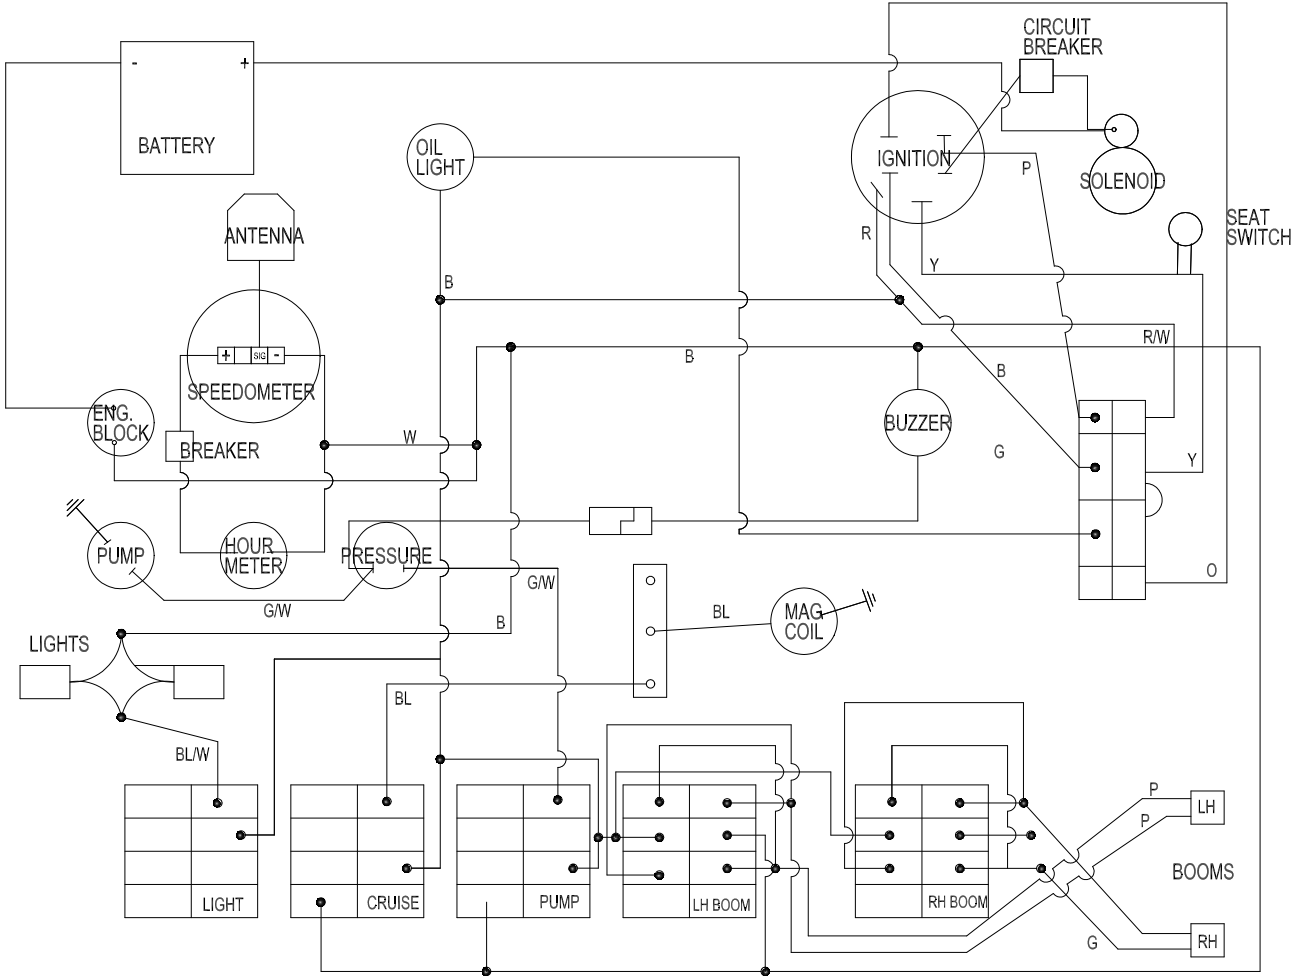 CIRCUIT
BREAKER
- +
BATTERY
OIL
LIGHT
IGNITION
P
SOLENOID
SEAT
SWITCH
ANTENNA
R
Y
B
+ SIG -
R/W
B
SPEEDOMETER
B
ENG.
BLOCK
BUZZER
W
BREAKER
G
Y
HOUR
METER
PUMP
PRESSURE
G/W
O
G/W
BL
MAG
COIL
B
LIGHTS
BL
BL/W
P
LH
P
BOOMS
LIGHT
CRUISE
PUMP
LH BOOM
RH BOOM
G
RH